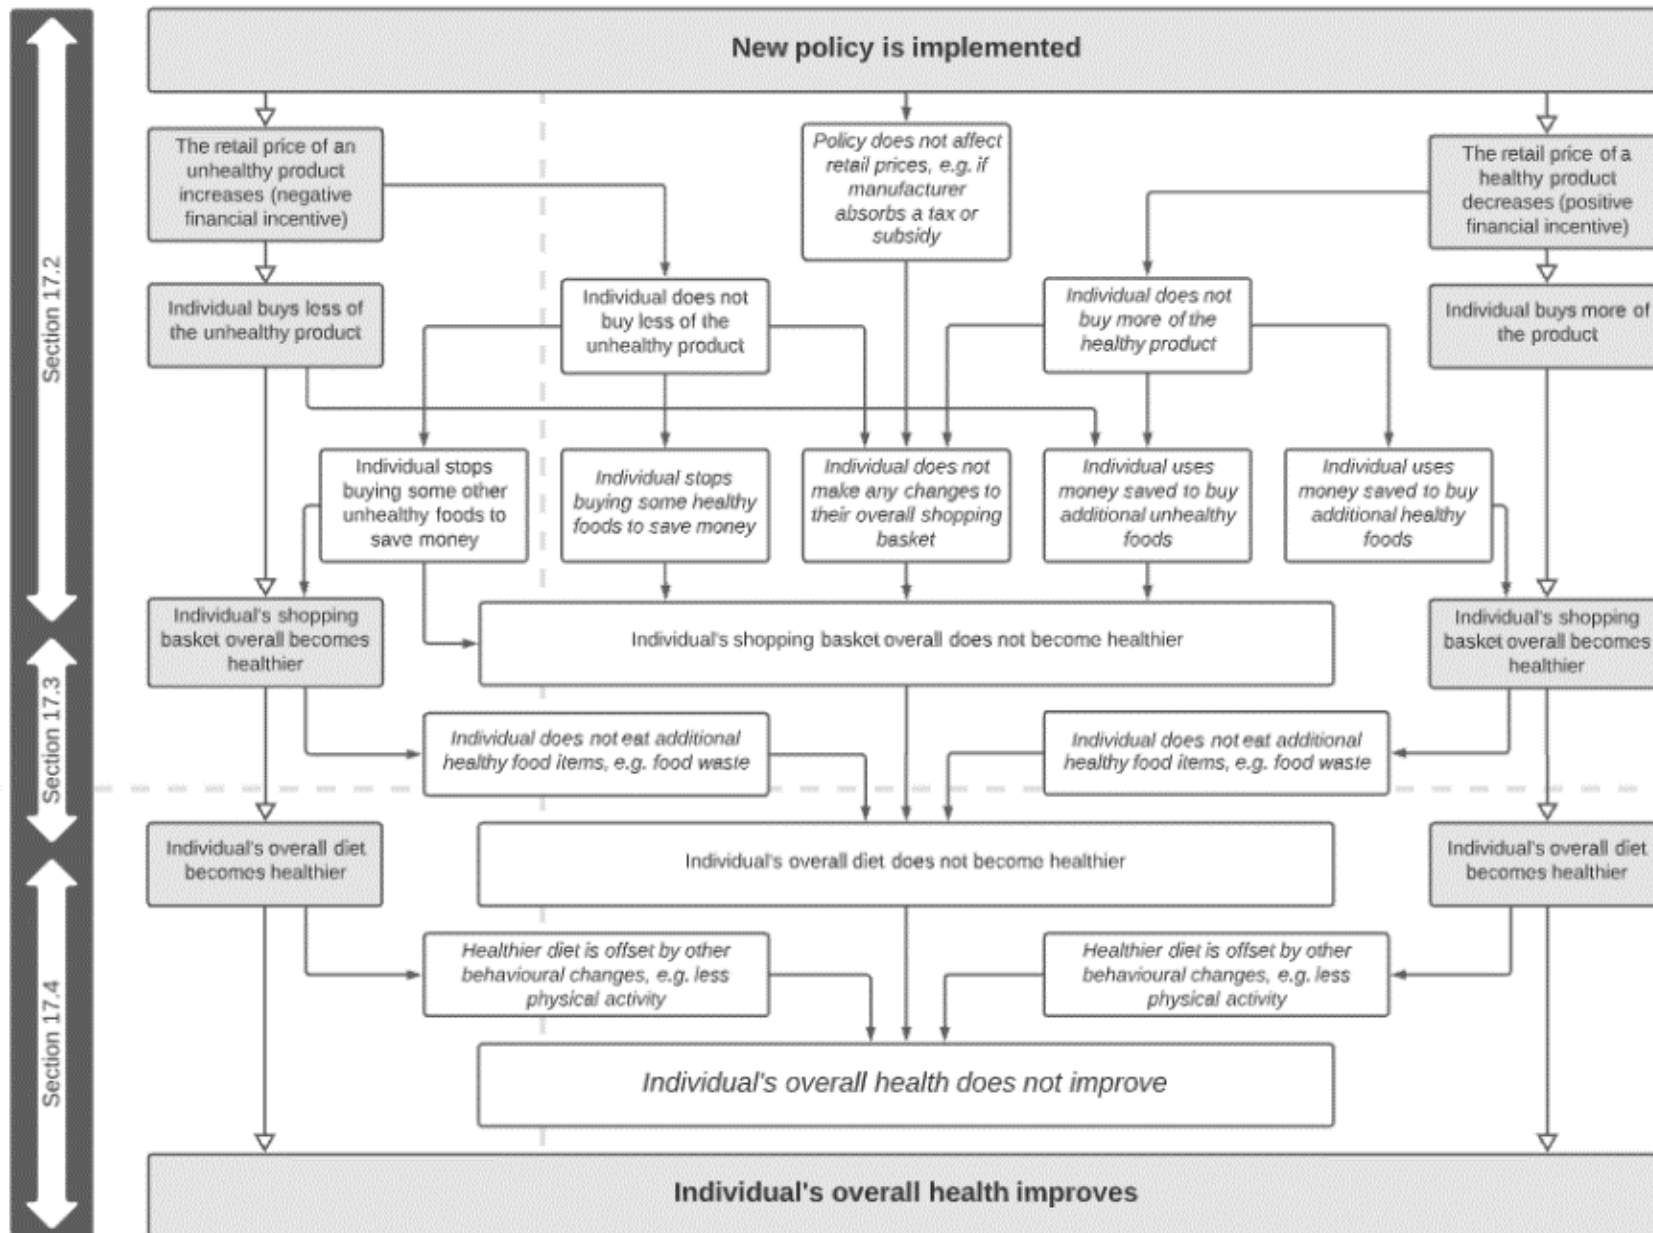 New policy is implemented
The retail price of an
unhealthy product
increases (negative
financial incentive)
Policy does not affect
retail prices, e.g. if
manufacturer
absorbs a tax or
subsidy
The retail price of a
healthy product
decreases (positive
financial incentive)
Section 17.2
Individual buys less of
the unhealthy product
Individual does not
buy less of the
unhealthy product
Individual does not
buy more of the
healthy product
Individual buys more of
the product
Individual stops
buying some other
unhealthy foods to
save money
Individual stops
buying some healthy
foods to save money
Individual does not
make any changes to
their overall shopping
basket
Individual uses
money saved to buy
additional unhealthy
foods
Individual uses
money saved to buy
additional healthy
foods
Individual's shopping
basket overall becomes
healthier
Individual's shopping basket overall does not become healthier
Individual's shopping
basket overall becomes
healthier
Section 17.3
Individual does not eat additional
healthy food items, e.g. food waste
Individual does not eat additional
healthy food items, e.g. food waste
Individual's overall diet
becomes healthier
Individual's overall diet does not become healthier
Individual's overall diet
becomes healthier
Section 17.4
Healthier diet is offset by other
behavioural changes, e.g. less
physical activity
Healthier diet is offset by other
behavioural changes, e.g. less
physical activity
Individual's overall health does not improve
Individual's overall health improves